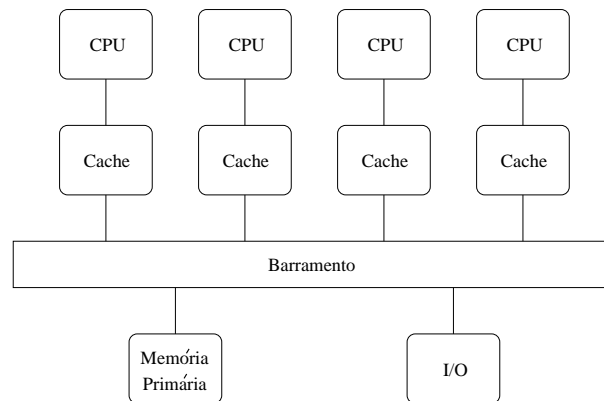 CPU CPU CPU CPU
Cache Cache Cache Cache
Barramento
Memória
Primária
I/O